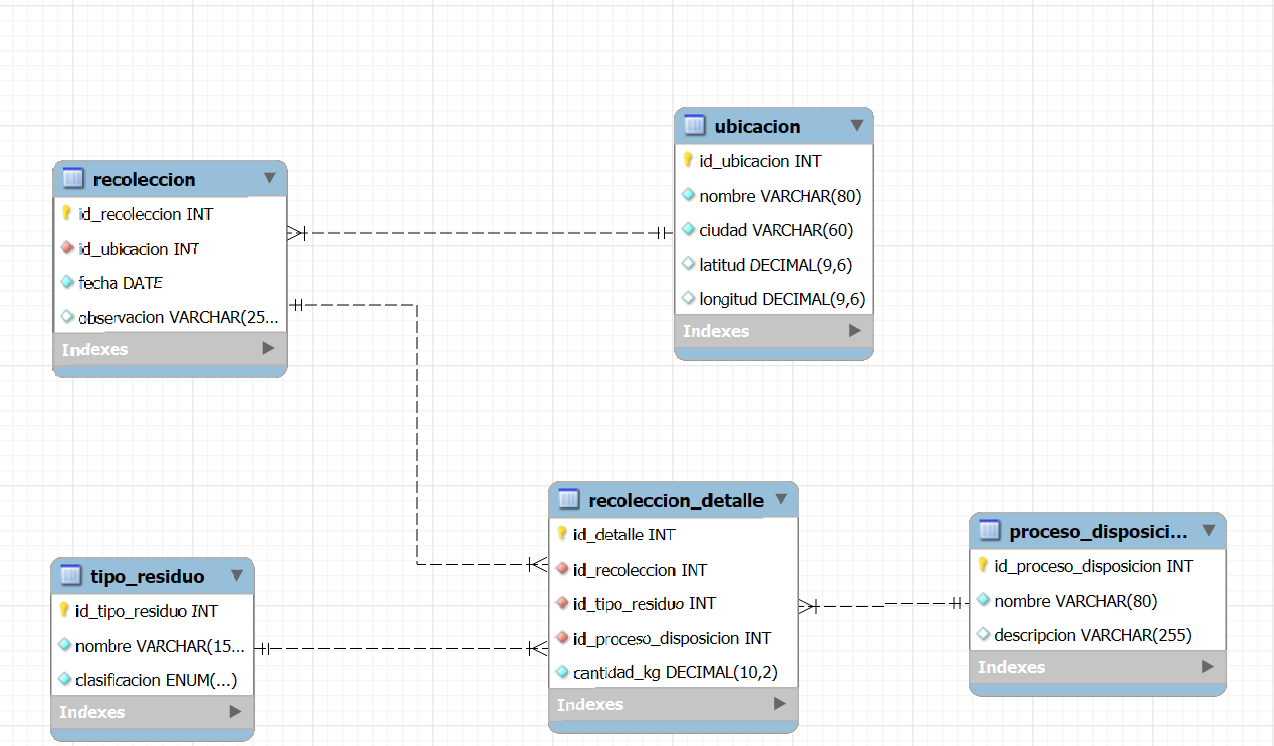 ubicacion
id_ubicacion INT
nombre VARCHAR(80)
ciudad VARCHAR(60)
latitud DECIMAL(9,6)
longitud DECIMAL(9,6)
Indexes
recoleccion
id_recoleccion INT
id_ubicacion INT
fecha DATE
observacion VARCHAR(25...
Indexes
recoleccion_detalle
id_detalle INT
id_recoleccion INT
id_tipo_residuo INT
id_proceso_disposicion INT
cantidad_kg DECIMAL(10,2)
Indexes
proceso_disposici...
id_proceso_disposicion INT
nombre VARCHAR(80)
descripcion VARCHAR(255)
Indexes
tipo_residuo
id_tipo_residuo INT
nombre VARCHAR(15...
clasificacion ENUM(...)
Indexes